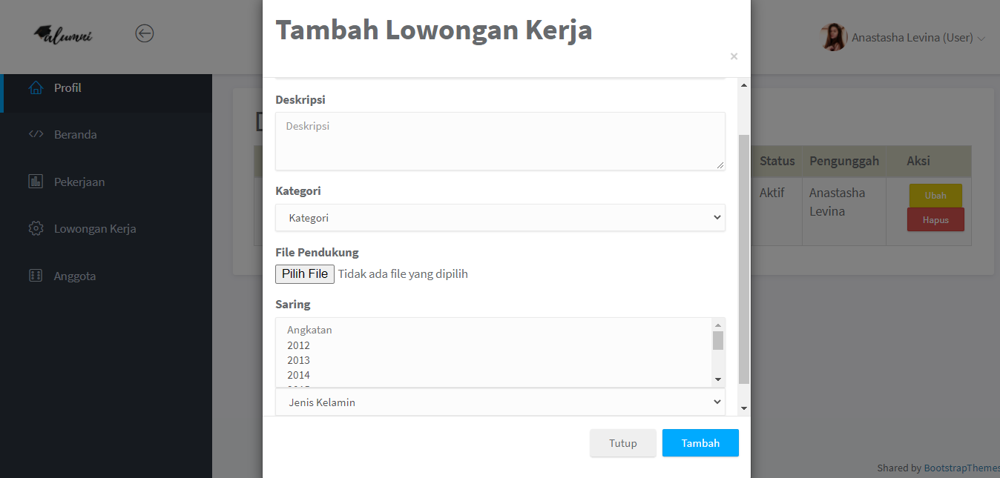 alumni
Tambah Lowongan Kerja
×
Anastasha Levina (User)
Profil
Beranda
Pekerjaan
Lowongan Kerja
Anggota
Deskripsi
Deskripsi
Kategori
Kategori
File Pendukung
Pilih File Tidak ada file yang dipilih
Saring
Angkatan
2012
2013
2014
Jenis Kelamin
Tutup Tambah
Status Pengunggah Aksi
Aktif Anastasha Levina Ubah
Hapus
Shared by BootstrapThemes